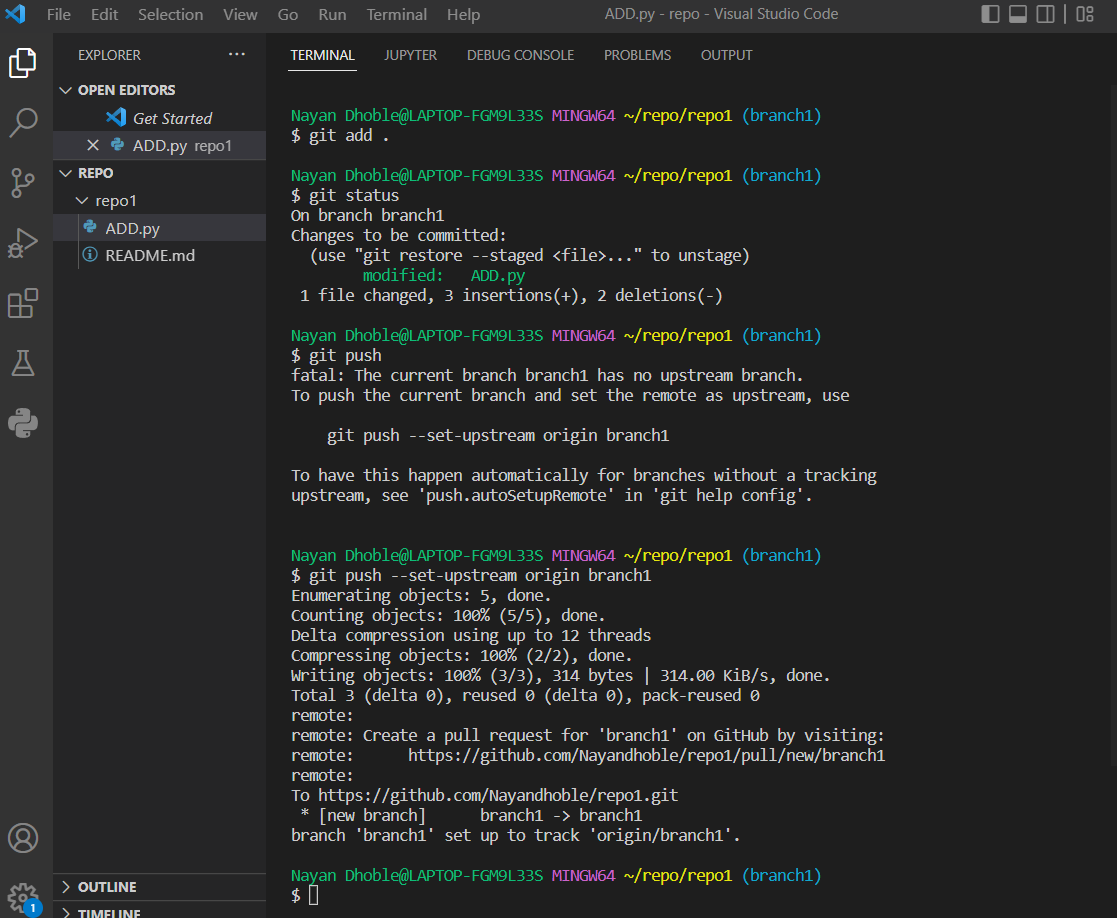 File Edit Selection View Go Run Terminal Help ADD.py - repo - Visual Studio Code
EXPLORER ...
OPEN EDITORS
Get Started
ADD.py repo1
REPO
repo1
ADD.py
README.md
OUTLINE
TIMELINE
1
TERMINAL JUPYTER DEBUG CONSOLE PROBLEMS OUTPUT
Nayan Dhoble@LAPTOP-FGM9L33S MINGW64 ~/repo/repo1 (branch1)
$ git add .
Nayan Dhoble@LAPTOP-FGM9L33S MINGW64 ~/repo/repo1 (branch1)
$ git status
On branch branch1
Changes to be committed:
  (use "git restore --staged <file>..." to unstage)
        modified:   ADD.py
 1 file changed, 3 insertions(+), 2 deletions(-)
Nayan Dhoble@LAPTOP-FGM9L33S MINGW64 ~/repo/repo1 (branch1)
$ git push
fatal: The current branch branch1 has no upstream branch.
To push the current branch and set the remote as upstream, use
    git push --set-upstream origin branch1
To have this happen automatically for branches without a tracking
upstream, see 'push.autoSetupRemote' in 'git help config'.
Nayan Dhoble@LAPTOP-FGM9L33S MINGW64 ~/repo/repo1 (branch1)
$ git push --set-upstream origin branch1
Enumerating objects: 5, done.
Counting objects: 100% (5/5), done.
Delta compression using up to 12 threads
Compressing objects: 100% (2/2), done.
Writing objects: 100% (3/3), 314 bytes | 314.00 KiB/s, done.
Total 3 (delta 0), reused 0 (delta 0), pack-reused 0
remote:
remote: Create a pull request for 'branch1' on GitHub by visiting:
remote:      https://github.com/Nayandhoble/repo1/pull/new/branch1
remote:
To https://github.com/Nayandhoble/repo1.git
 * [new branch]      branch1 -> branch1
branch 'branch1' set up to track 'origin/branch1'.
Nayan Dhoble@LAPTOP-FGM9L33S MINGW64 ~/repo/repo1 (branch1)
$